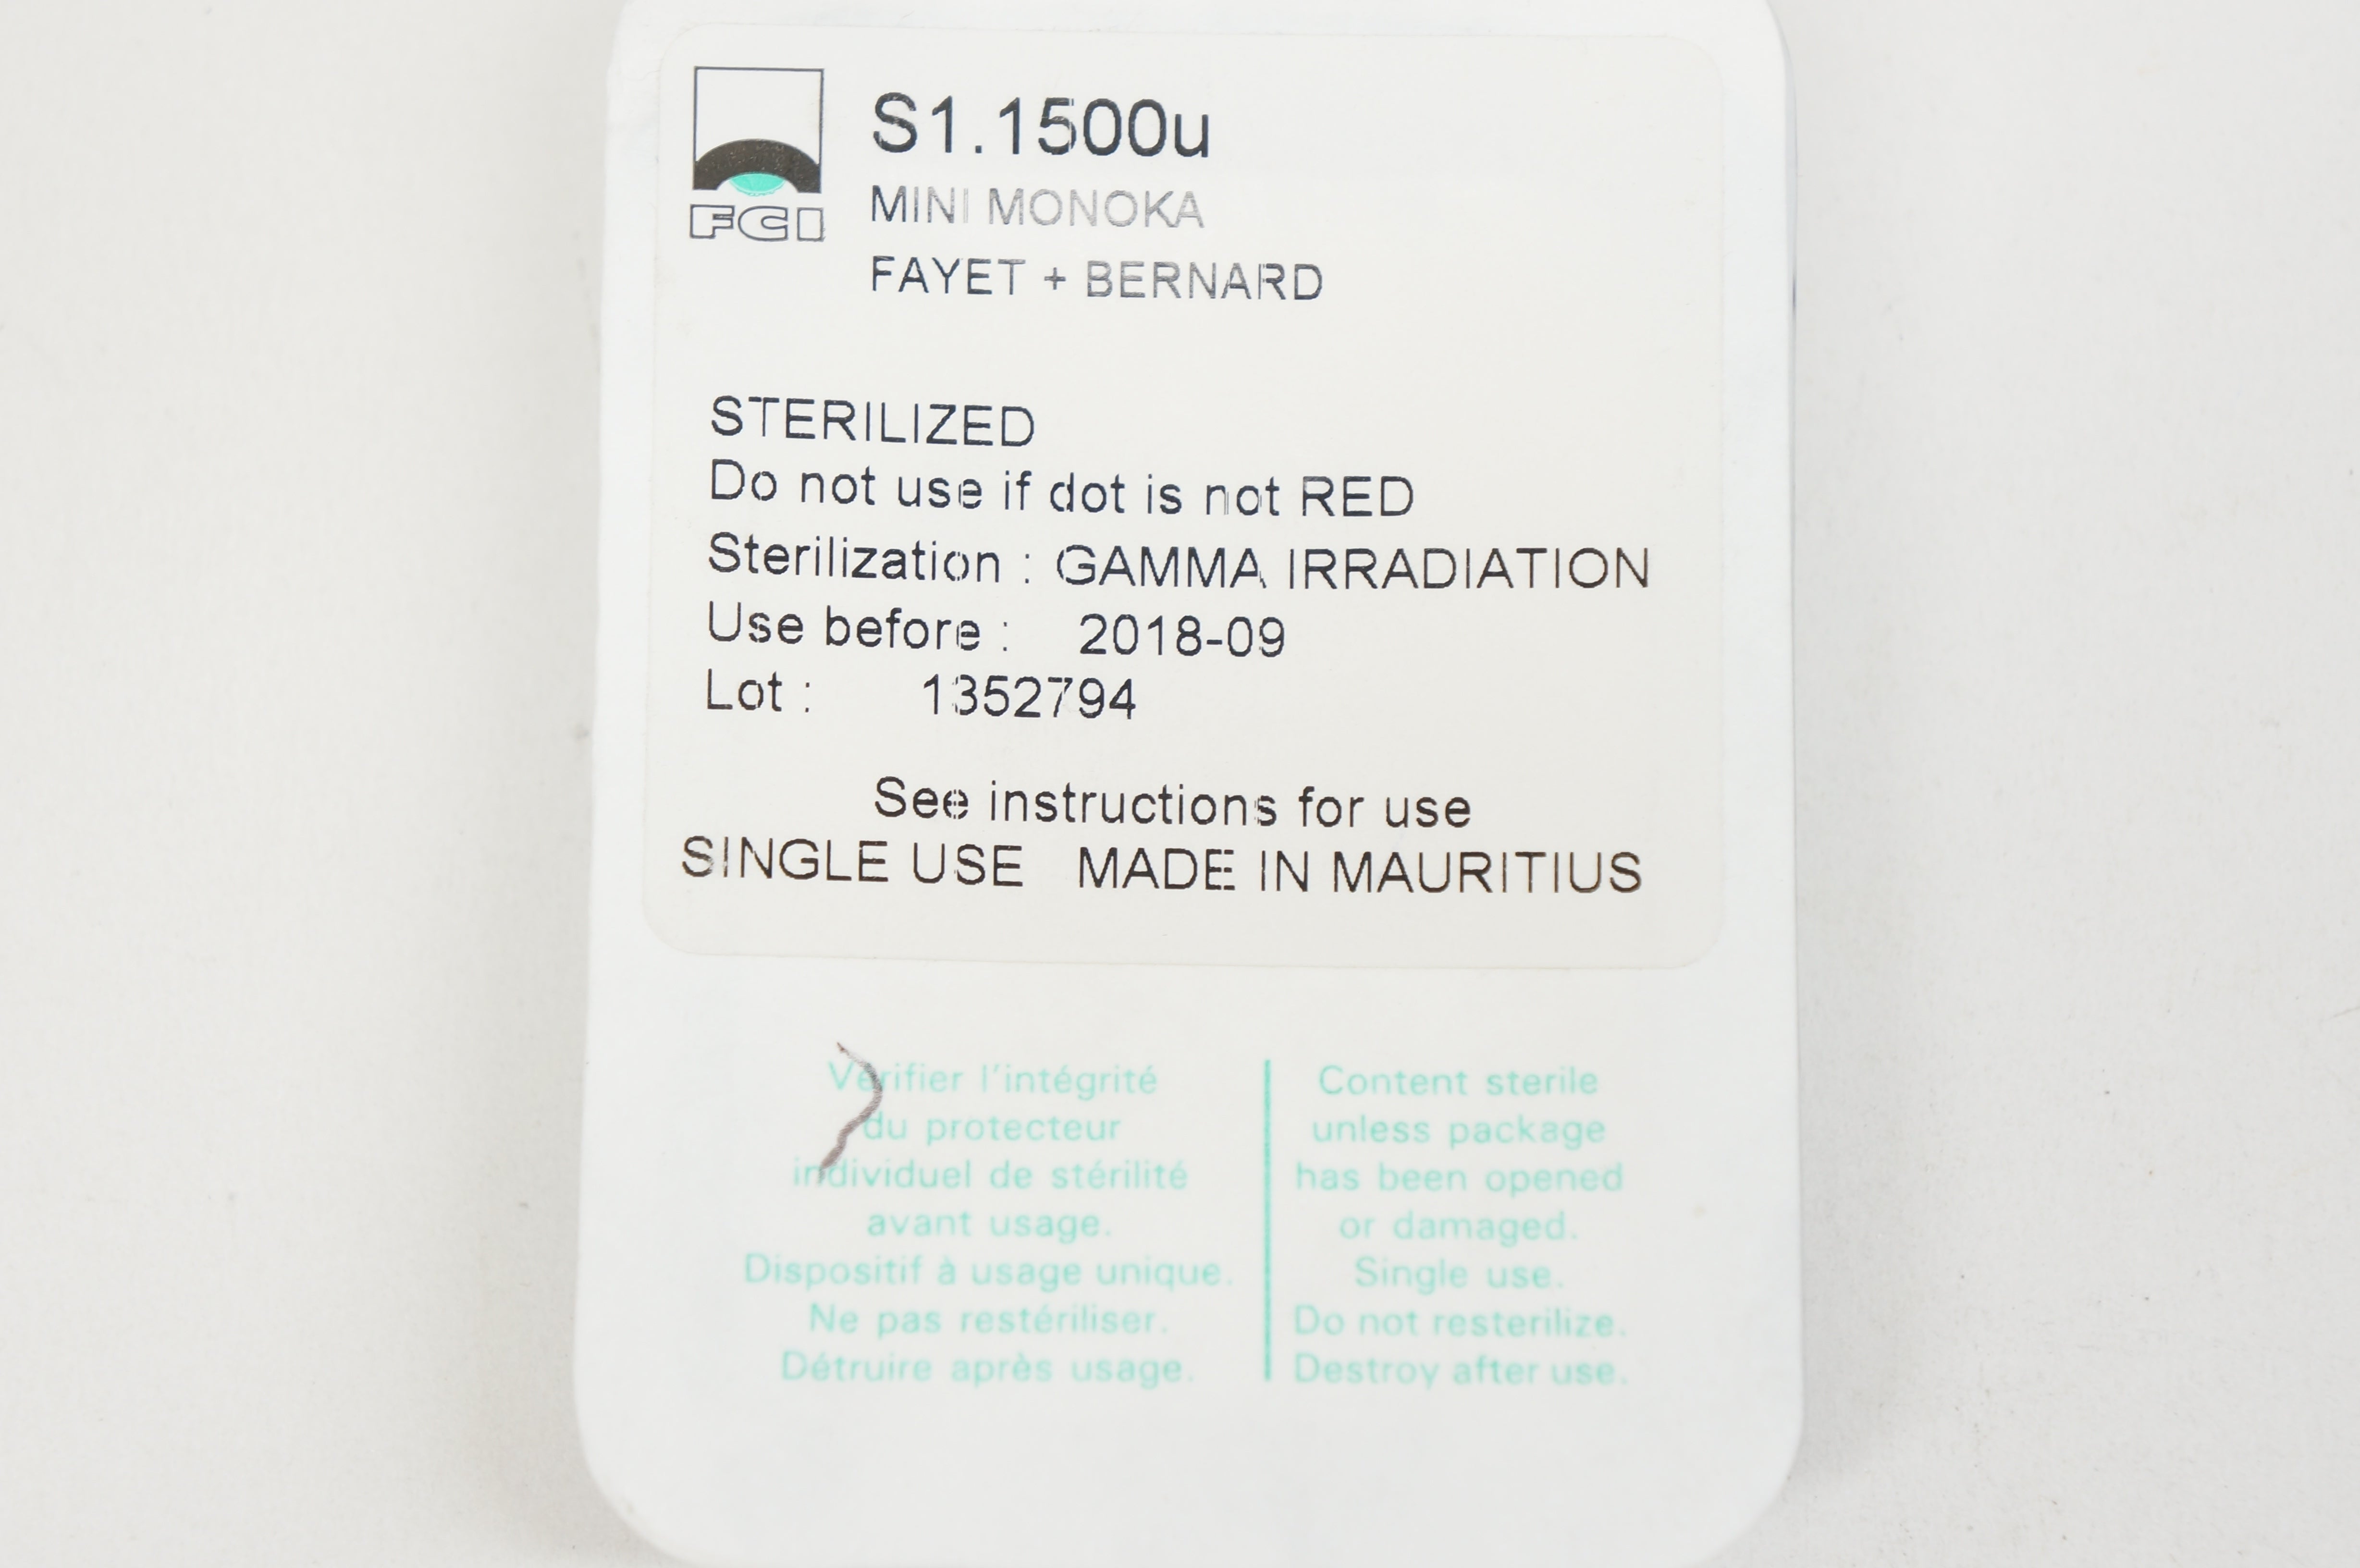 FCI
S1.1500u
MINI MONOKA
FAYET + BERNARD
STERILIZED
Do not use if dot is not RED
Sterilization : GAMMA IRRADIATION
Use before : 2018-09
Lot : 1352794
See instructions for use
SINGLE USE MADE IN MAURITIUS
Vérifier l'intégrité
du protecteur
individuel de stérilité
avant usage.
Dispositif à usage unique.
Ne pas restériliser.
Détruire après usage.
Content sterile
unless package
has been opened
or damaged.
Single use.
Do not resterilize.
Destroy after use.